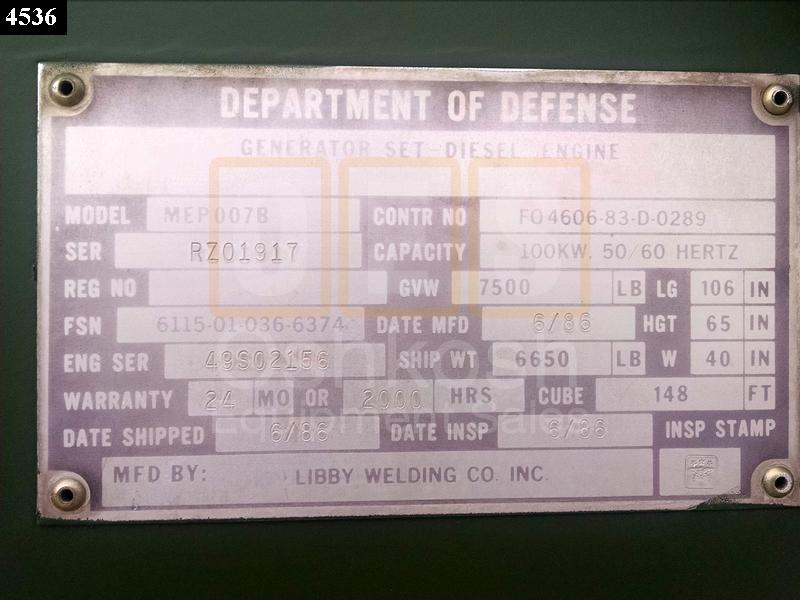 4536
DEPARTMENT OF DEFENSE
GENERATOR SET-DIESEL ENGINE
MODEL MEP007B CONTR NO FO4606-83-D-0289
SER RZ01917 CAPACITY 100KW, 50/60 HERTZ
REG NO GVW 7500 LB LG 106 IN
FSN 6115-01-036-6374 DATE MFD 6/86 HGT 65 IN
ENG SER 49S02156 SHIP WT 6650 LB W 40 IN
WARRANTY 24 MO OR 2000 HRS CUBE 148 FT
DATE SHIPPED 6/86 DATE INSP 6/86 INSP STAMP
MFD BY: LIBBY WELDING CO. INC.
OES
Oshkosh
Equipment Sales